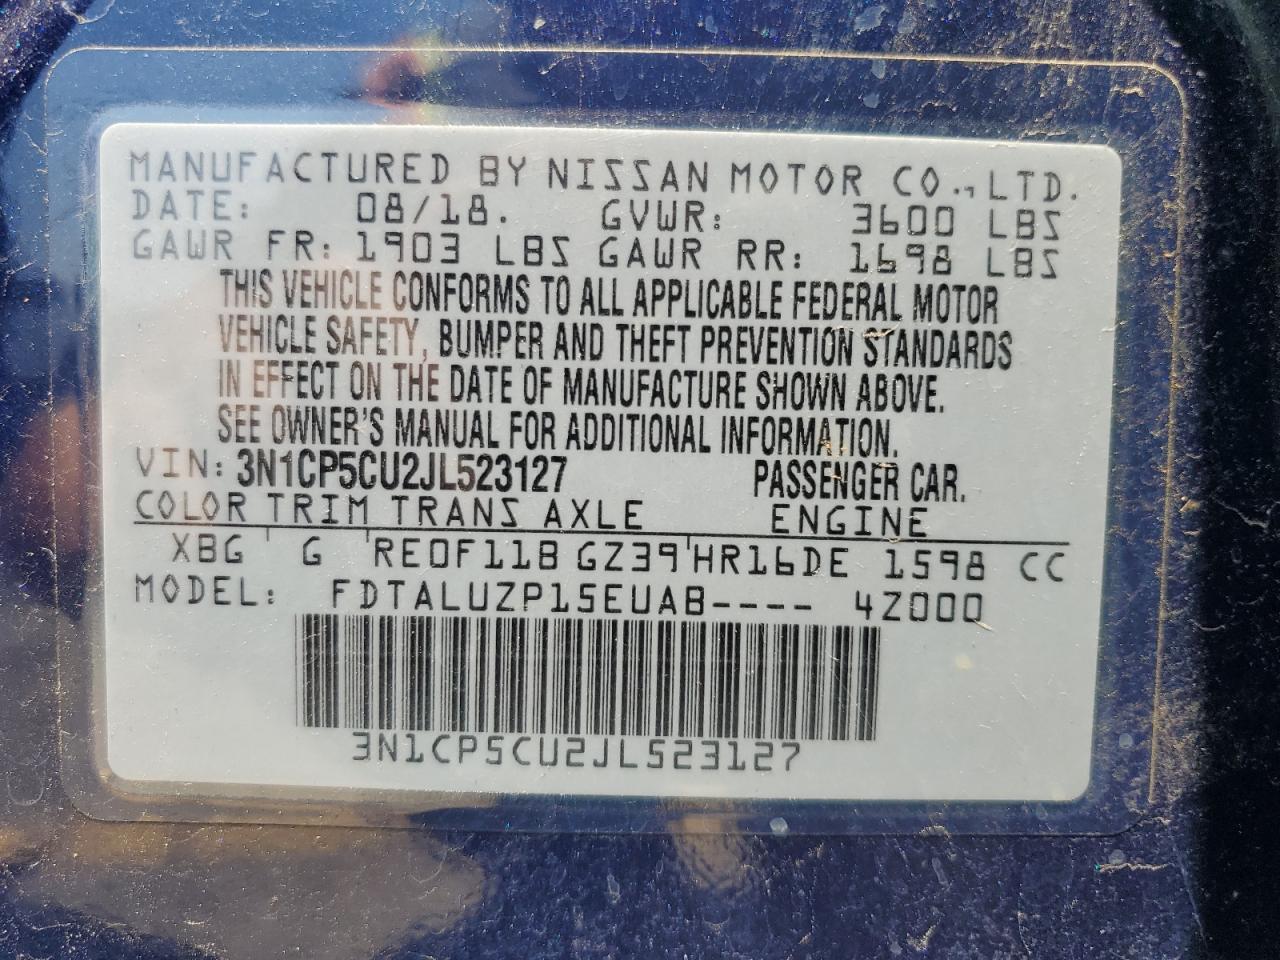 MANUFACTURED BY NISSAN MOTOR CO., LTD.
DATE: 08/18. GVWR: 3600 LBS
GAWR FR: 1903 LBS GAWR RR: 1698 LBS
THIS VEHICLE CONFORMS TO ALL APPLICABLE FEDERAL MOTOR
VEHICLE SAFETY, BUMPER AND THEFT PREVENTION STANDARDS
IN EFFECT ON THE DATE OF MANUFACTURE SHOWN ABOVE.
SEE OWNER'S MANUAL FOR ADDITIONAL INFORMATION.
VIN: 3N1CP5CU2JL523127 PASSENGER CAR.
COLOR TRIM TRANS AXLE ENGINE
XBG ' G 'RE0F11B GZ39'HR16DE 1598 CC
MODEL: FDTALUZP15EUAB---- 4Z000
3N1CP5CU2JL523127